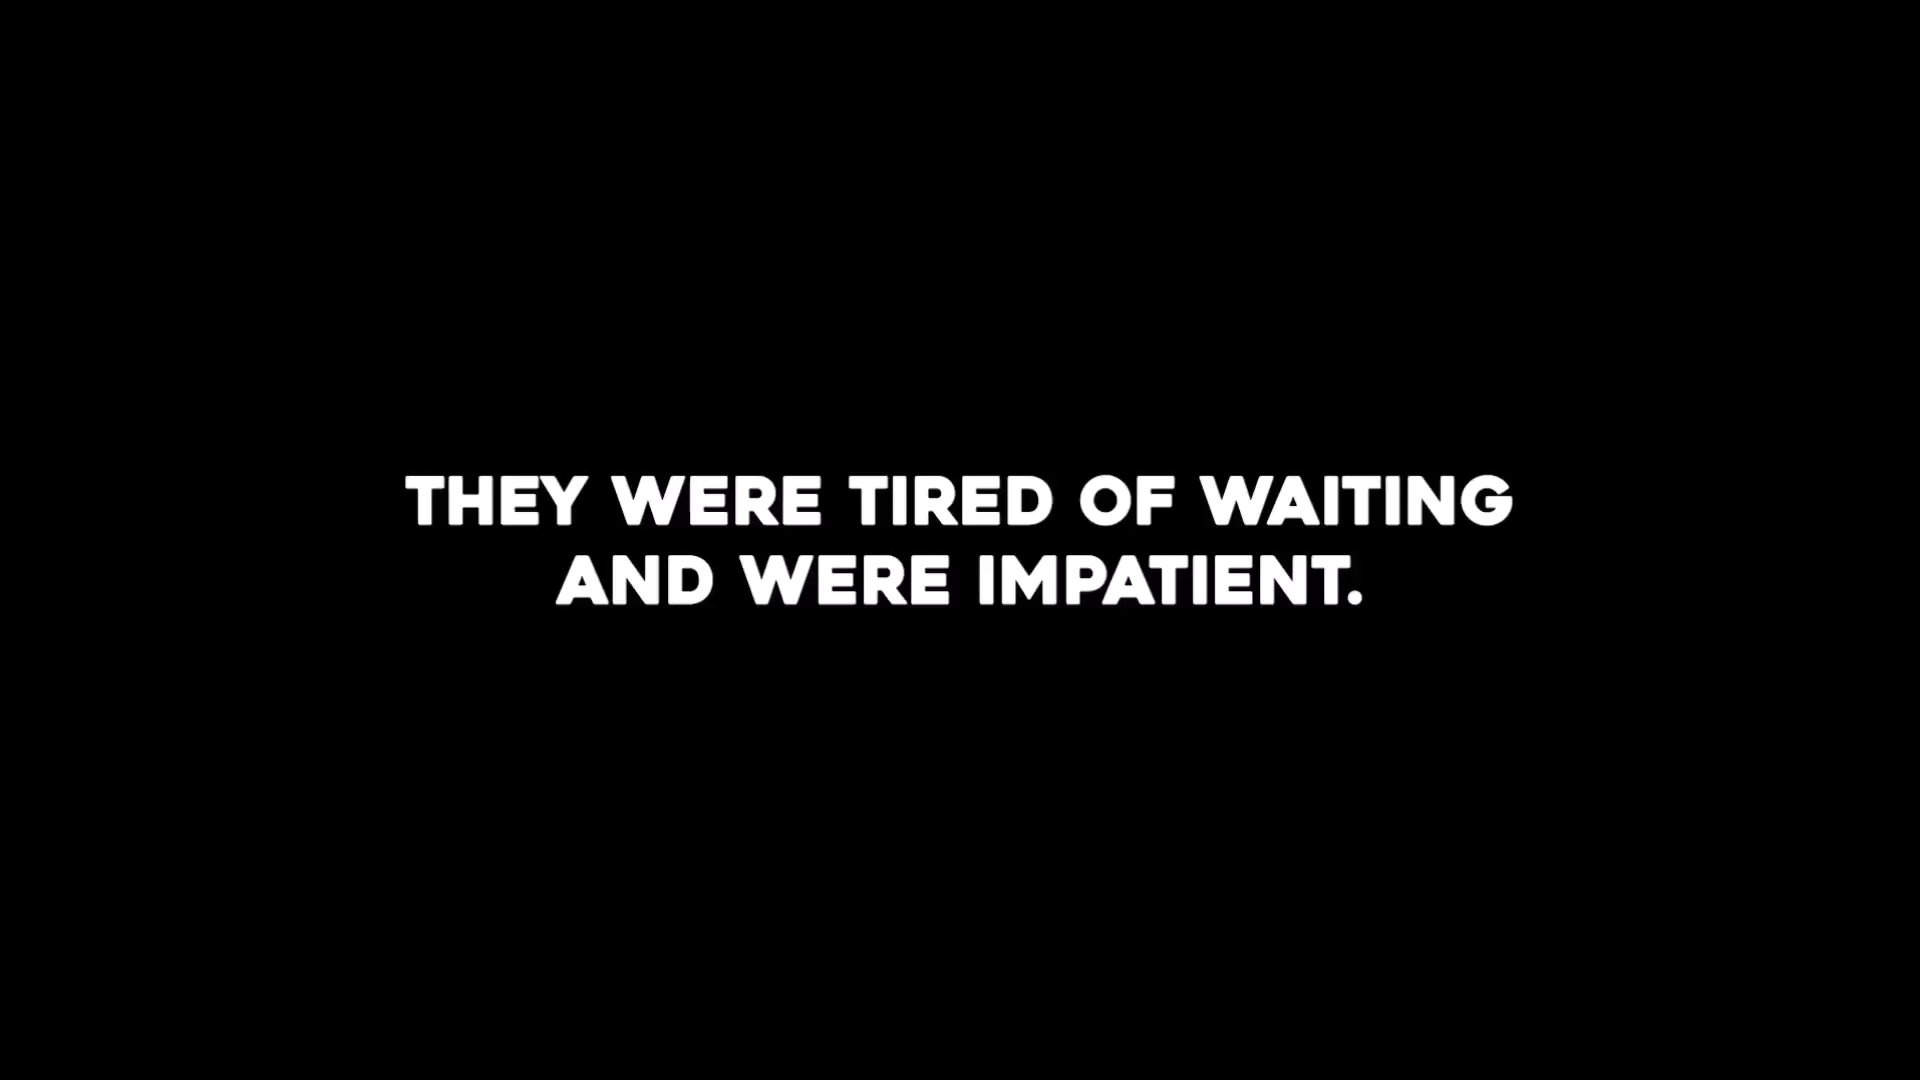 THEY WERE TIRED OF WAITING
AND WERE IMPATIENT.